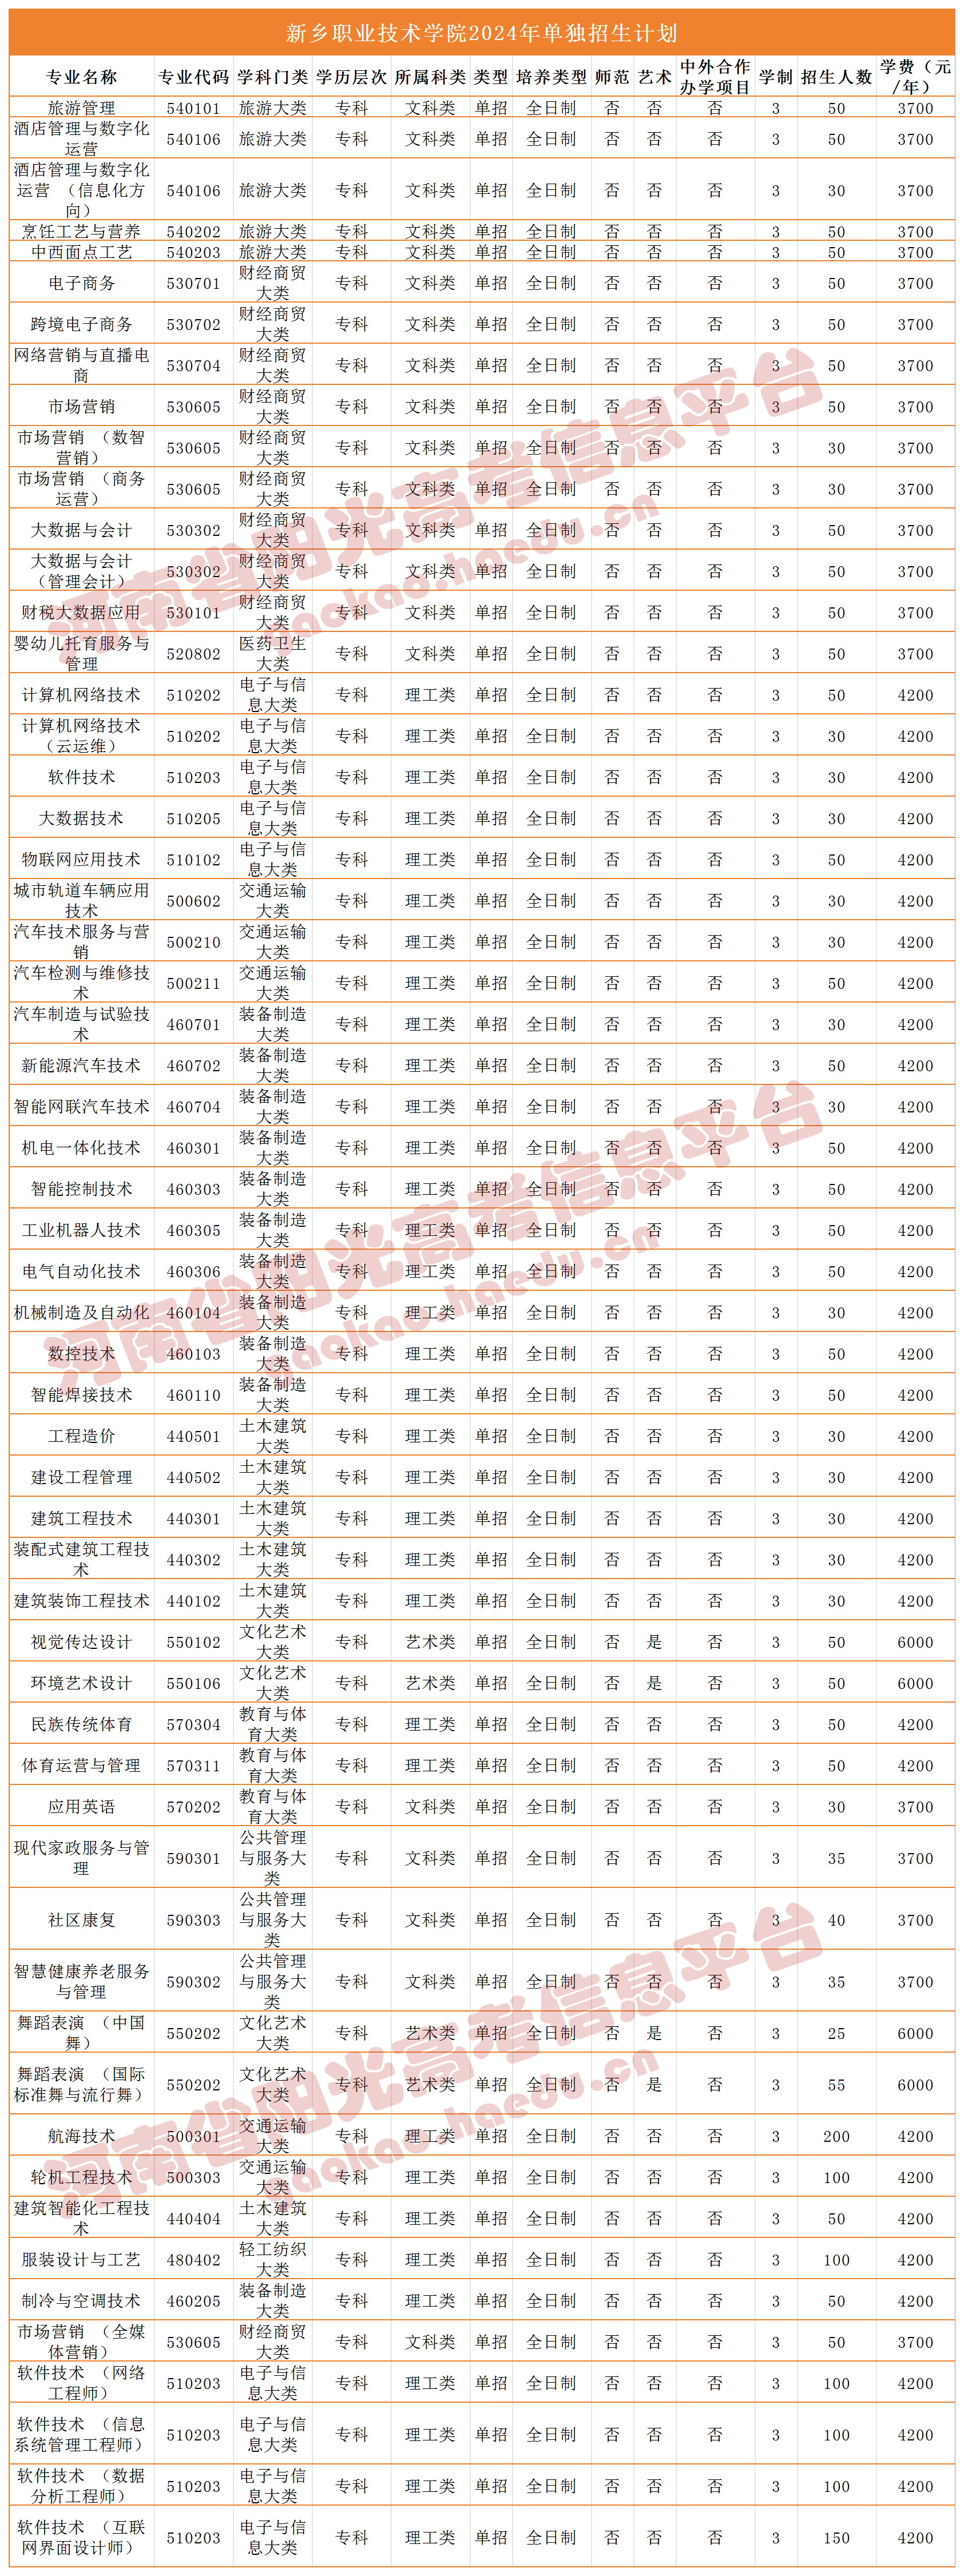 新乡职业技术学院2024年单独招生计划
专业名称 专业代码 学科门类 学历层次 所属科类 类型 培养类型 师范 艺术 中外合作办学项目 学制 招生人数 学费（元/年）
旅游管理 540101 旅游大类 专科 文科类 单招 全日制 否 否 否 3 50 3700
酒店管理与数字化运营 540106 旅游大类 专科 文科类 单招 全日制 否 否 否 3 50 3700
酒店管理与数字化运营 （信息化方向） 540106 旅游大类 专科 文科类 单招 全日制 否 否 否 3 30 3700
烹饪工艺与营养 540202 旅游大类 专科 文科类 单招 全日制 否 否 否 3 50 3700
中西面点工艺 540203 旅游大类 专科 文科类 单招 全日制 否 否 否 3 50 3700
电子商务 530701 财经商贸大类 专科 文科类 单招 全日制 否 否 否 3 50 3700
跨境电子商务 530702 财经商贸大类 专科 文科类 单招 全日制 否 否 否 3 50 3700
网络营销与直播电商 530704 财经商贸大类 专科 文科类 单招 全日制 否 否 否 3 50 3700
市场营销 530605 财经商贸大类 专科 文科类 单招 全日制 否 否 否 3 50 3700
市场营销 （数智营销） 530605 财经商贸大类 专科 文科类 单招 全日制 否 否 否 3 30 3700
市场营销 （商务运营） 530605 财经商贸大类 专科 文科类 单招 全日制 否 否 否 3 30 3700
大数据与会计 530302 财经商贸大类 专科 文科类 单招 全日制 否 否 否 3 50 3700
大数据与会计（管理会计） 530302 财经商贸大类 专科 文科类 单招 全日制 否 否 否 3 50 3700
财税大数据应用 530101 财经商贸大类 专科 文科类 单招 全日制 否 否 否 3 50 3700
婴幼儿托育服务与管理 520802 医药卫生大类 专科 文科类 单招 全日制 否 否 否 3 50 3700
计算机网络技术 510202 电子与信息大类 专科 理工类 单招 全日制 否 否 否 3 50 4200
计算机网络技术（云运维） 510202 电子与信息大类 专科 理工类 单招 全日制 否 否 否 3 30 4200
软件技术 510203 电子与信息大类 专科 理工类 单招 全日制 否 否 否 3 30 4200
大数据技术 510205 电子与信息大类 专科 理工类 单招 全日制 否 否 否 3 30 4200
物联网应用技术 510102 电子与信息大类 专科 理工类 单招 全日制 否 否 否 3 50 4200
城市轨道车辆应用技术 500602 交通运输大类 专科 理工类 单招 全日制 否 否 否 3 30 4200
汽车技术服务与营销 500210 交通运输大类 专科 理工类 单招 全日制 否 否 否 3 30 4200
汽车检测与维修技术 500211 交通运输大类 专科 理工类 单招 全日制 否 否 否 3 50 4200
汽车制造与试验技术 460701 装备制造大类 专科 理工类 单招 全日制 否 否 否 3 30 4200
新能源汽车技术 460702 装备制造大类 专科 理工类 单招 全日制 否 否 否 3 50 4200
智能网联汽车技术 460704 装备制造大类 专科 理工类 单招 全日制 否 否 否 3 30 4200
机电一体化技术 460301 装备制造大类 专科 理工类 单招 全日制 否 否 否 3 50 4200
智能控制技术 460303 装备制造大类 专科 理工类 单招 全日制 否 否 否 3 50 4200
工业机器人技术 460305 装备制造大类 专科 理工类 单招 全日制 否 否 否 3 50 4200
电气自动化技术 460306 装备制造大类 专科 理工类 单招 全日制 否 否 否 3 50 4200
机械制造及自动化 460104 装备制造大类 专科 理工类 单招 全日制 否 否 否 3 30 4200
数控技术 460103 装备制造大类 专科 理工类 单招 全日制 否 否 否 3 50 4200
智能焊接技术 460110 装备制造大类 专科 理工类 单招 全日制 否 否 否 3 50 4200
工程造价 440501 土木建筑大类 专科 理工类 单招 全日制 否 否 否 3 30 4200
建设工程管理 440502 土木建筑大类 专科 理工类 单招 全日制 否 否 否 3 30 4200
建筑工程技术 440301 土木建筑大类 专科 理工类 单招 全日制 否 否 否 3 30 4200
装配式建筑工程技术 440302 土木建筑大类 专科 理工类 单招 全日制 否 否 否 3 30 4200
建筑装饰工程技术 440102 土木建筑大类 专科 理工类 单招 全日制 否 否 否 3 30 4200
视觉传达设计 550102 文化艺术大类 专科 艺术类 单招 全日制 否 是 否 3 50 6000
环境艺术设计 550106 文化艺术大类 专科 艺术类 单招 全日制 否 是 否 3 50 6000
民族传统体育 570304 教育与体育大类 专科 理工类 单招 全日制 否 否 否 3 50 4200
体育运营与管理 570311 教育与体育大类 专科 理工类 单招 全日制 否 否 否 3 50 4200
应用英语 570202 教育与体育大类 专科 文科类 单招 全日制 否 否 否 3 30 3700
现代家政服务与管理 590301 公共管理与服务大类 专科 文科类 单招 全日制 否 否 否 3 35 3700
社区康复 590303 公共管理与服务大类 专科 文科类 单招 全日制 否 否 否 3 40 3700
智慧健康养老服务与管理 590302 公共管理与服务大类 专科 文科类 单招 全日制 否 否 否 3 35 3700
舞蹈表演 （中国舞） 550202 文化艺术大类 专科 艺术类 单招 全日制 否 是 否 3 25 6000
舞蹈表演 （国际标准舞与流行舞） 550202 文化艺术大类 专科 艺术类 单招 全日制 否 是 否 3 55 6000
航海技术 500301 交通运输大类 专科 理工类 单招 全日制 否 否 否 3 200 4200
轮机工程技术 500303 交通运输大类 专科 理工类 单招 全日制 否 否 否 3 100 4200
建筑智能化工程技术 440404 土木建筑大类 专科 理工类 单招 全日制 否 否 否 3 50 4200
服装设计与工艺 480402 轻工纺织大类 专科 理工类 单招 全日制 否 否 否 3 100 4200
制冷与空调技术 460205 装备制造大类 专科 理工类 单招 全日制 否 否 否 3 50 4200
市场营销 （全媒体营销） 530605 财经商贸大类 专科 文科类 单招 全日制 否 否 否 3 50 3700
软件技术 （网络工程师） 510203 电子与信息大类 专科 理工类 单招 全日制 否 否 否 3 100 4200
软件技术 （信息系统管理工程师） 510203 电子与信息大类 专科 理工类 单招 全日制 否 否 否 3 100 4200
软件技术 （数据分析工程师） 510203 电子与信息大类 专科 理工类 单招 全日制 否 否 否 3 100 4200
软件技术 （互联网界面设计师） 510203 电子与信息大类 专科 理工类 单招 全日制 否 否 否 3 150 4200
河南省阳光高考信息平台
gaokao.haedu.cn
河南省阳光高考信息平台
gaokao.haedu.cn
河南省阳光高考信息平台
gaokao.haedu.cn